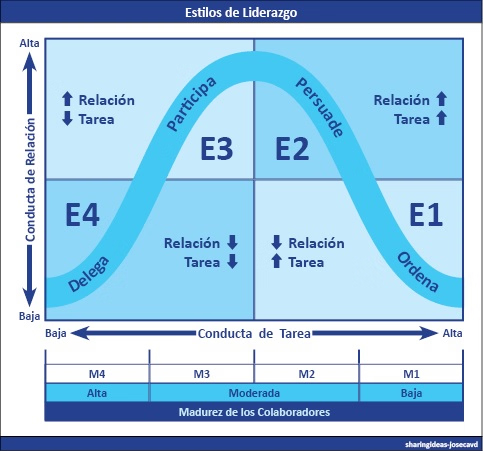 Estilos de Liderazgo
Alta
Conducta de Relación
Baja
↑ Relación
↓ Tarea
Participa
E3
Persuade
E2
Relación ↑
Tarea ↑
E4
Delega
Relación ↓
Tarea ↓
↓ Relación
↑ Tarea
E1
Ordena
Baja
Conducta de Tarea
Alta
M4 M3 M2 M1
Alta Moderada Baja
Madurez de los Colaboradores
sharingideas-josecavd